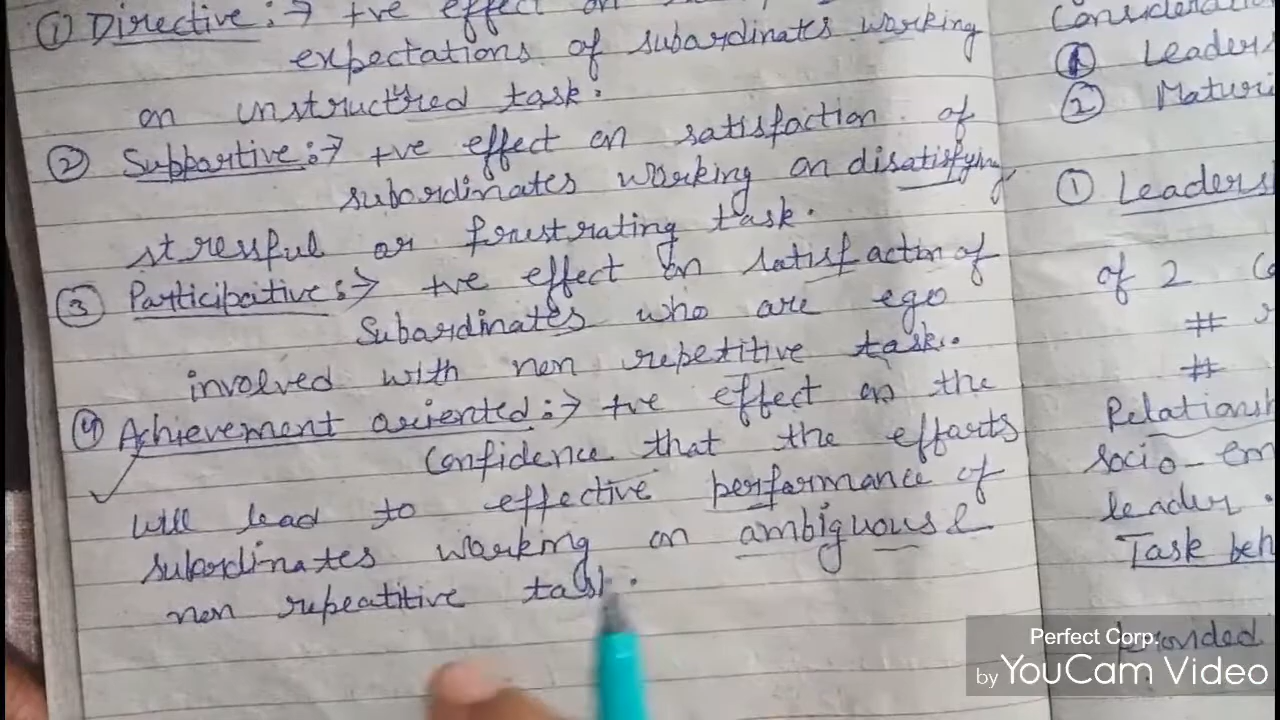 ① Directive :→ +ve effect on
expectations of subordinates working
on unstructred task.
② Supportive :→ +ve effect on satisfaction of
subordinates working on disatisfying
stressful or frustrating task.
③ Participative :→ +ve effect on satisfaction of
Subordinates who are ego
involved with non repetitive task.
④ Achievement oriented :→ +ve effect on the
Confidence that the efforts
will lead to effective performance of
subordinates working on ambiguous &
non repeatitive task.
① Leaders
② Maturi
① Leaders
of 2
#
#
Relationsh
socio-em
leader.
Task beh
provided
Perfect Corp.
by YouCam Video